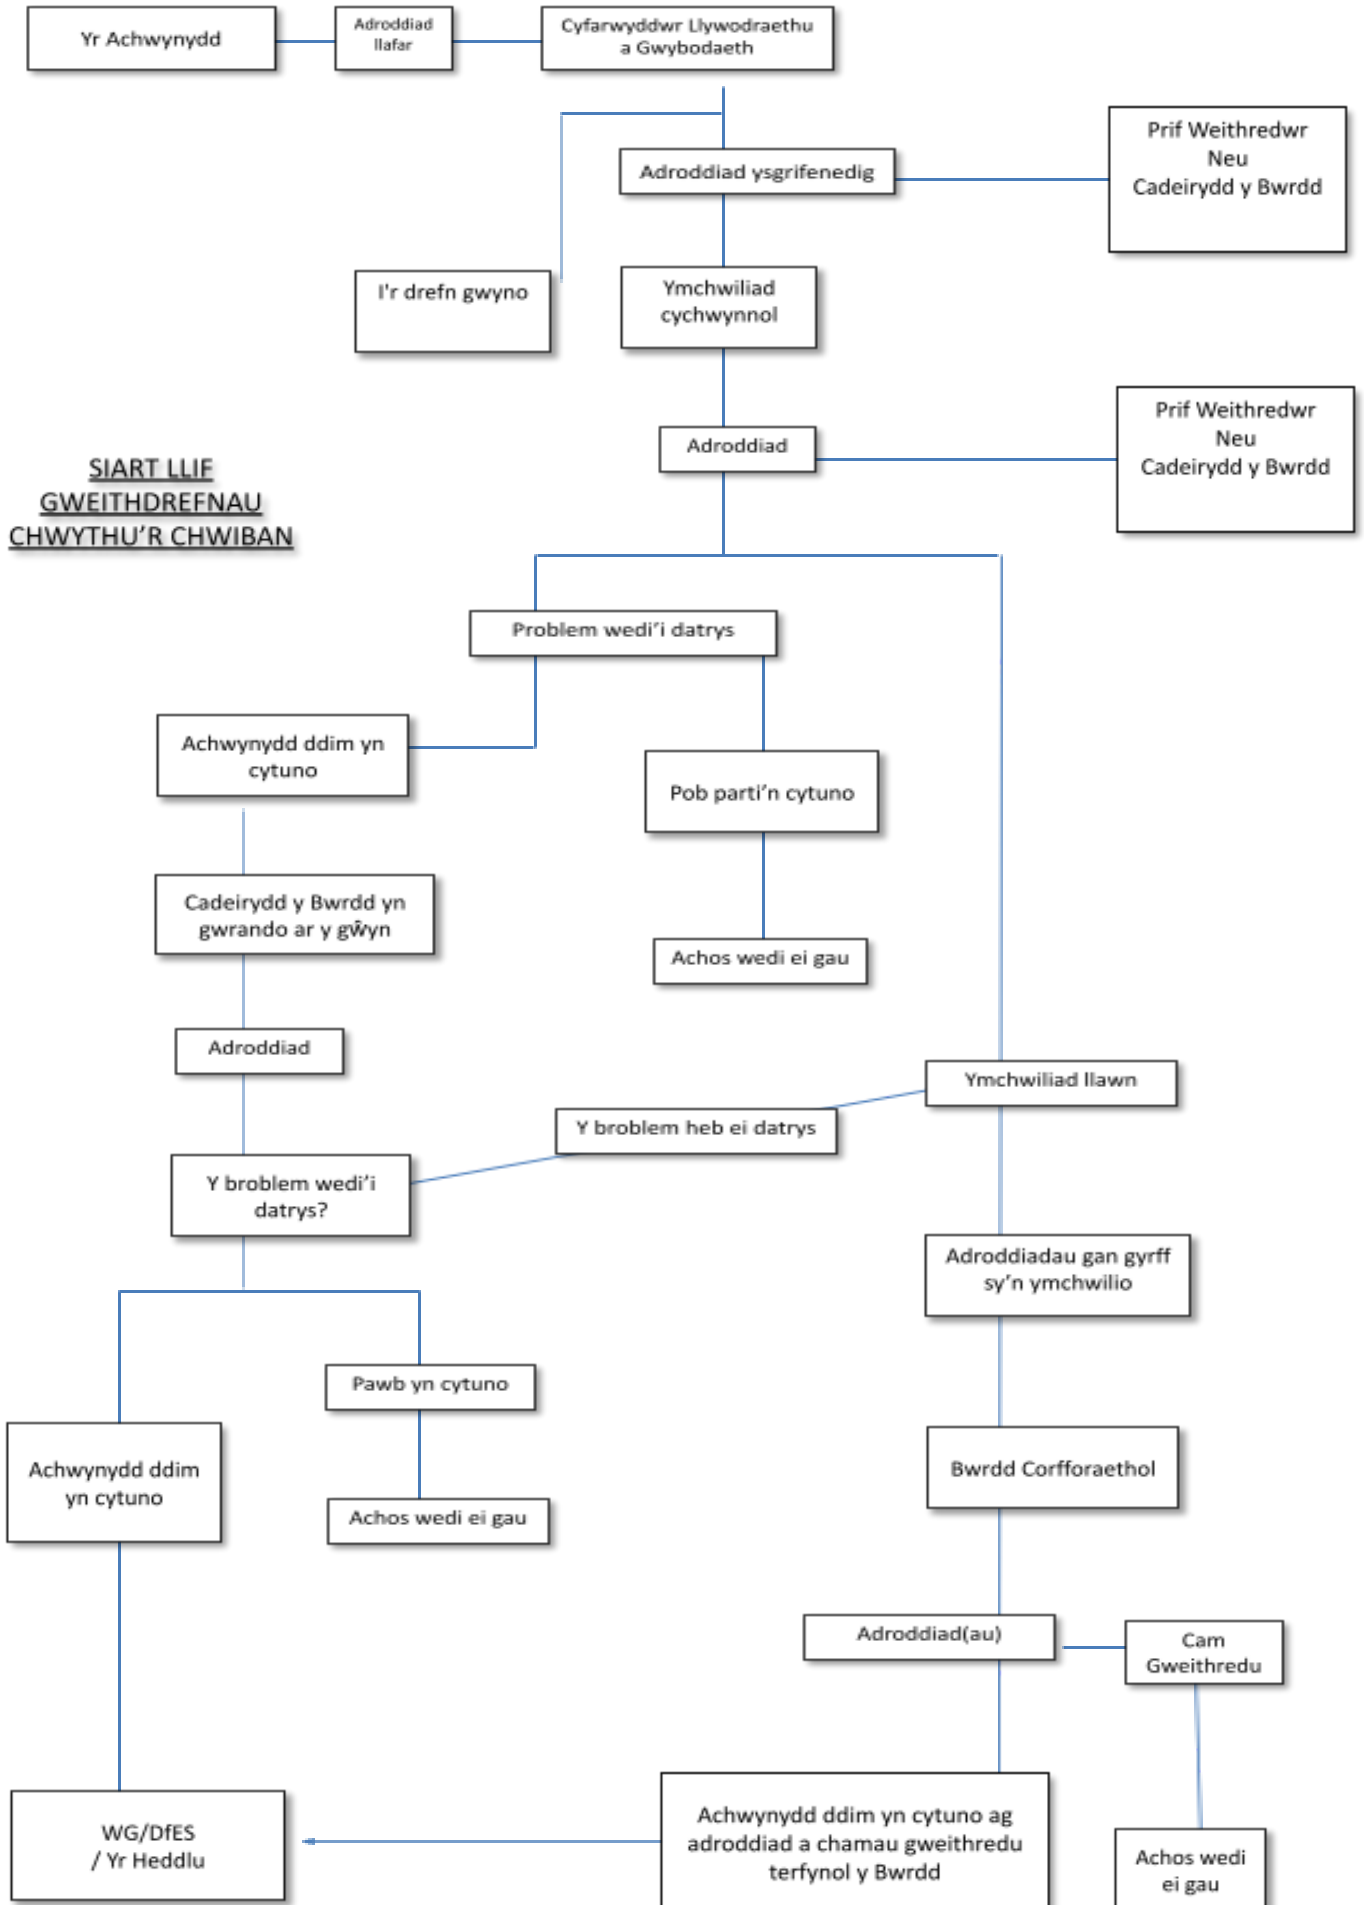 Yr Achwynydd
Adroddiad
llafar
Cyfarwyddwr Llywodraethu
a Gwybodaeth
Prif Weithredwr
Neu
Cadeirydd y Bwrdd
Adroddiad ysgrifenedig
I'r drefn gwyno
Ymchwiliad
cychwynnol
Prif Weithredwr
Neu
Cadeirydd y Bwrdd
Adroddiad
SIART LLIF
GWEITHDREFNAU
CHWYTHU’R CHWIBAN
Problem wedi’i datrys
Achwynydd ddim yn
cytuno
Pob parti’n cytuno
Cadeirydd y Bwrdd yn
gwrando ar y gŵyn
Achos wedi ei gau
Adroddiad
Ymchwiliad llawn
Y broblem heb ei datrys
Y broblem wedi’i
datrys?
Adroddiadau gan gyrff
sy’n ymchwilio
Pawb yn cytuno
Achwynydd ddim
yn cytuno
Bwrdd Corfforaethol
Achos wedi ei gau
Adroddiad(au)
Cam
Gweithredu
WG/DfES
/ Yr Heddlu
Achwynydd ddim yn cytuno ag
adroddiad a chamau gweithredu
terfynol y Bwrdd
Achos wedi
ei gau